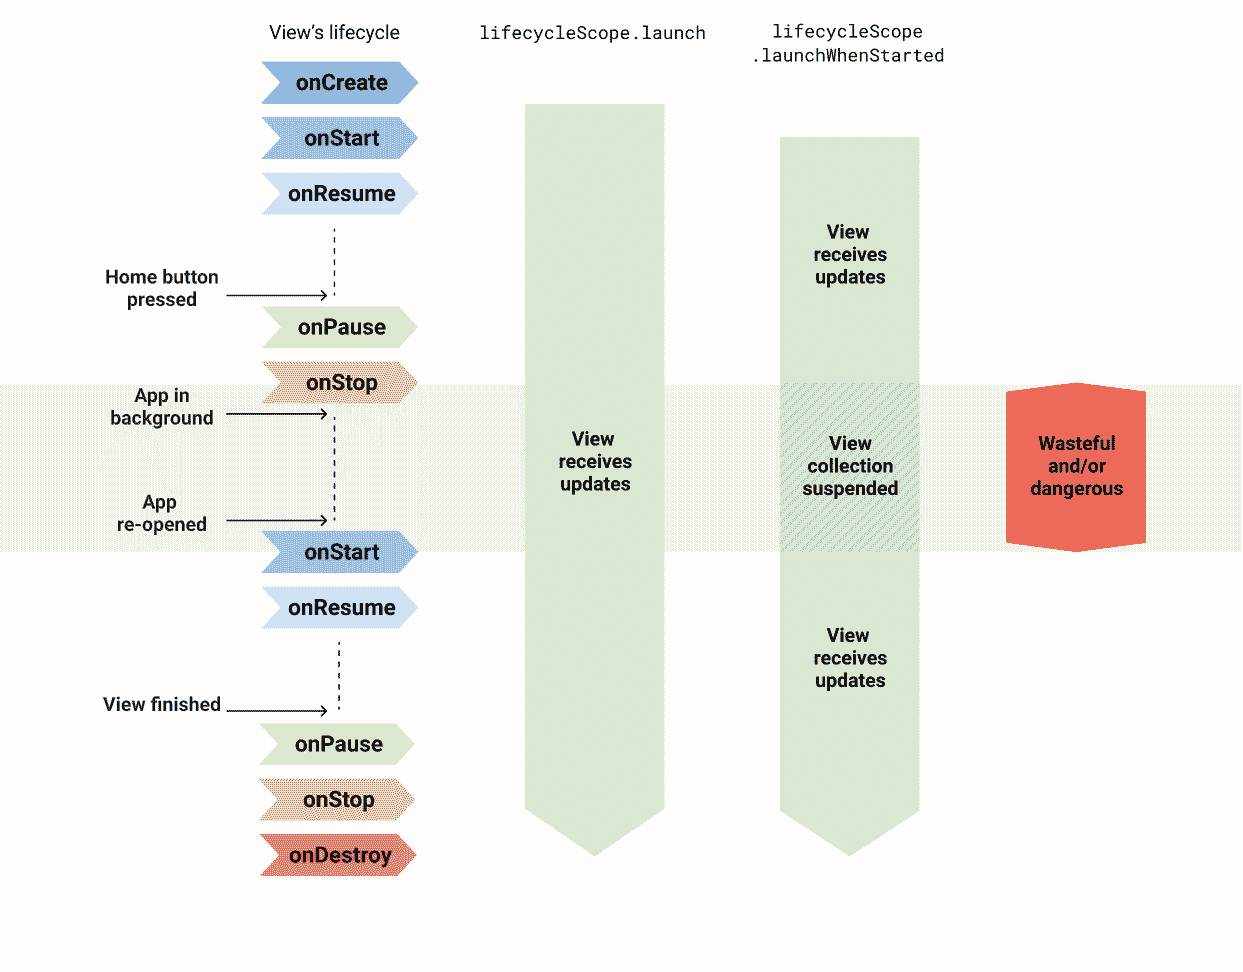 View's lifecycle
lifecycleScope.launch
lifecycleScope
.launchWhenStarted
onCreate
onStart
onResume
Home button
pressed
onPause
onStop
App in
background
App
re-opened
onStart
onResume
View finished
onPause
onStop
onDestroy
View
receives
updates
View
receives
updates
View
collection
suspended
View
receives
updates
Wasteful
and/or
dangerous